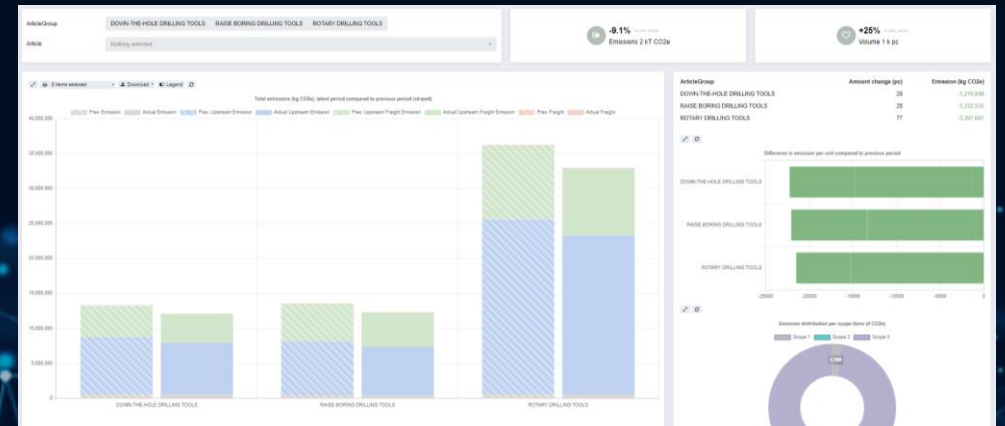 ArticleGroup
DOWN-THE-HOLE DRILLING TOOLS RAISE BORING DRILLING TOOLS ROTARY DRILLING TOOLS
Article
Nothing selected
-9.1%
Emissions 2 kT CO2e
+25%
Volume 1 k pc
8 items selected Download Legend
Total emissions (kg CO2e), latest period compared to previous period (striped)
Prev. Emission Actual Emission Prev. Upstream Emission Actual Upstream Emission Prev. Upstream Freight Emission Actual Upstream Freight Emission Prev. Freight Actual Freight
40,000,000
35,000,000
30,000,000
25,000,000
20,000,000
15,000,000
10,000,000
5,000,000
0
DOWN-THE-HOLE DRILLING TOOLS RAISE BORING DRILLING TOOLS ROTARY DRILLING TOOLS
ArticleGroup Amount change (pc) Emission (kg CO2e)
DOWN-THE-HOLE DRILLING TOOLS 28
RAISE BORING DRILLING TOOLS 28
ROTARY DRILLING TOOLS 77
Difference in emission per unit compared to previous period
DOWN-THE-HOLE DRILLING TOOLS
RAISE BORING DRILLING TOOLS
ROTARY DRILLING TOOLS
-25000 -20000 -15000 -10000 -5000 0
Emission distribution per scope (tons of CO2e)
Scope 1 Scope 2 Scope 3